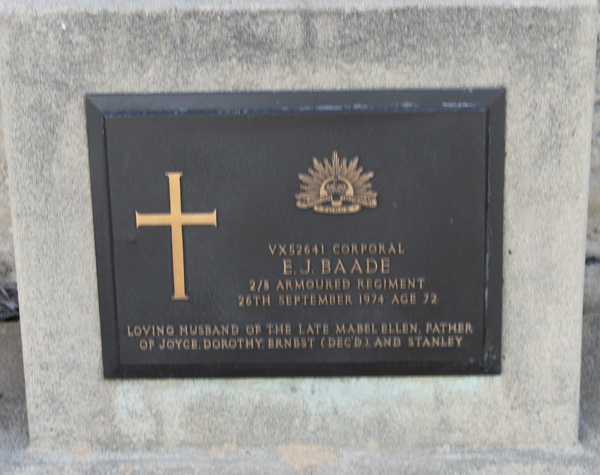 VX52641 CORPORAL
E. J. BAADE
2/8 ARMOURED REGIMENT
26TH SEPTEMBER 1974 AGE 72
LOVING HUSBAND OF THE LATE MABEL ELLEN, FATHER
OF JOYCE, DOROTHY, ERNEST (DEC'D), AND STANLEY